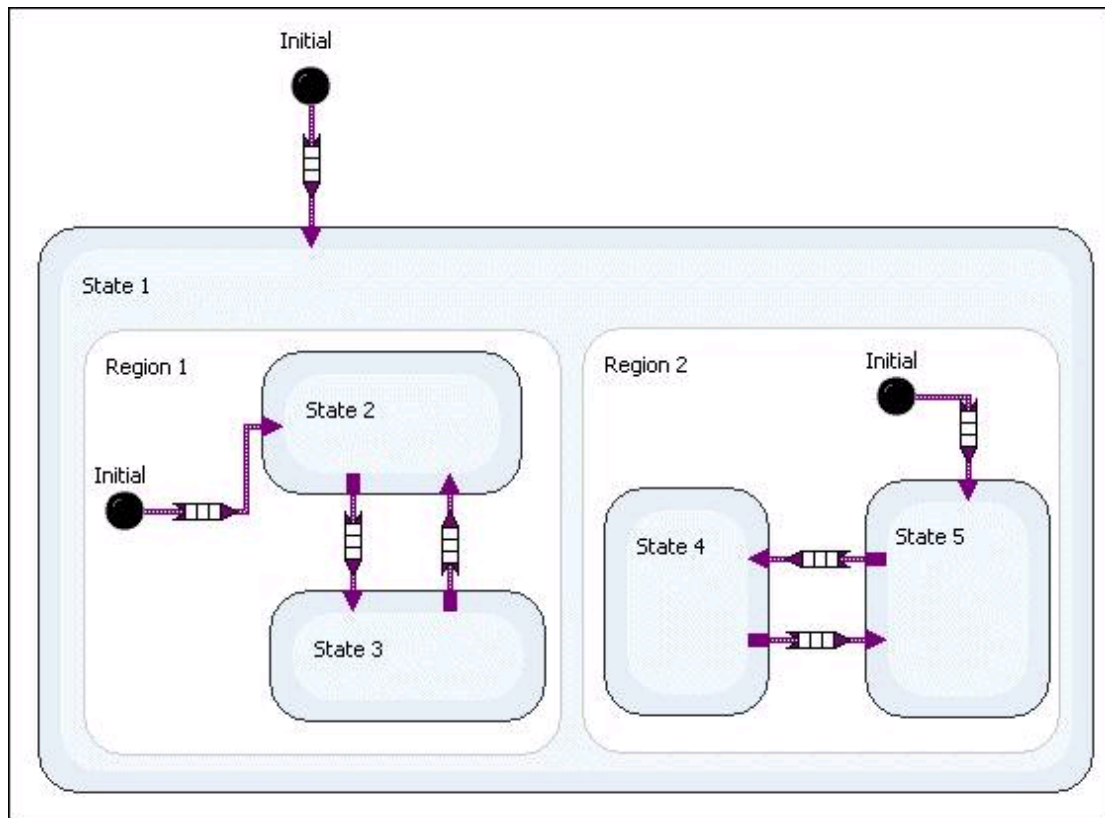 Initial
State 1
Region 1
State 2
Initial
State 3
Region 2
Initial
State 4
State 5